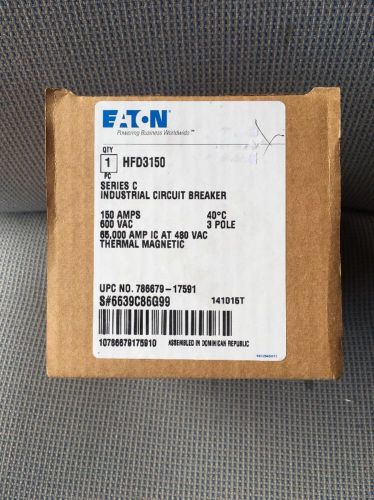 EATON
Powering Business Worldwide™
QTY
1 HFD3150
PC
SERIES C
INDUSTRIAL CIRCUIT BREAKER
150 AMPS 40°C
600 VAC 3 POLE
65,000 AMP IC AT 480 VAC
THERMAL MAGNETIC
UPC NO. 786679-17591
S#6639C86G99 141015T
10786679175910 ASSEMBLED IN DOMINICAN REPUBLIC